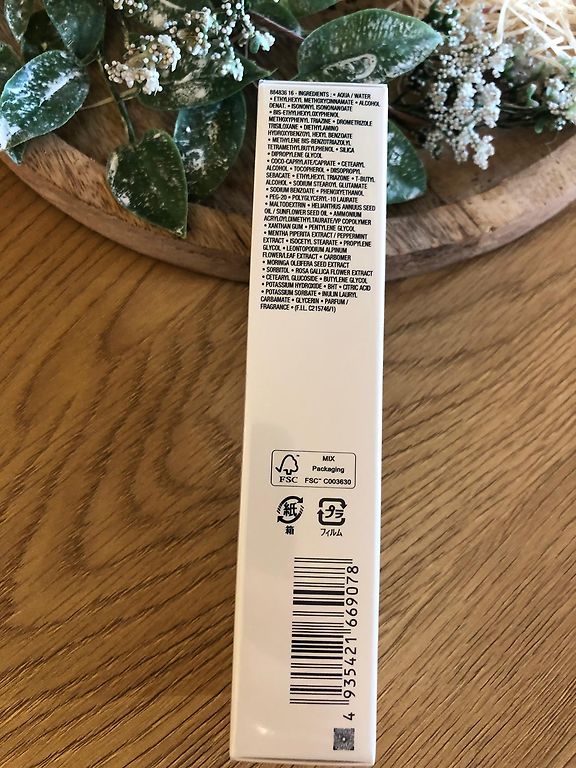 884836 16 - INGREDIENTS : • AQUA / WATER
• ETHYLHEXYL METHOXYCINNAMATE • ALCOHOL
DENAT. • ISONONYL ISONONANOATE
• BIS-ETHYLHEXYLOXYPHENOL
METHOXYPHENYL TRIAZINE • DROMETRIZOLE
TRISILOXANE • DIETHYLAMINO
HYDROXYBENZOYL HEXYL BENZOATE
• METHYLENE BIS-BENZOTRIAZOLYL
TETRAMETHYLBUTYLPHENOL • SILICA
• DIPROPYLENE GLYCOL
• COCO-CAPRYLATE/CAPRATE • CETEARYL
ALCOHOL • TOCOPHEROL • DIISOPROPYL
SEBACATE • ETHYLHEXYL TRIAZONE • T-BUTYL
ALCOHOL • SODIUM STEAROYL GLUTAMATE
• SODIUM BENZOATE • PHENOXYETHANOL
• PEG-20 • POLYGLYCERYL-10 LAURATE
• MALTODEXTRIN • HELIANTHUS ANNUUS SEED
OIL / SUNFLOWER SEED OIL • AMMONIUM
ACRYLOYLDIMETHYLTAURATE/VP COPOLYMER
• XANTHAN GUM • PENTYLENE GLYCOL
• MENTHA PIPERITA EXTRACT / PEPPERMINT
EXTRACT • ISOCETYL STEARATE • PROPYLENE
GLYCOL • LEONTOPODIUM ALPINUM
FLOWER/LEAF EXTRACT • CARBOMER
• MORINGA OLEIFERA SEED EXTRACT
• SORBITOL • ROSA GALLICA FLOWER EXTRACT
• CETEARYL GLUCOSIDE • BUTYLENE GLYCOL
• POTASSIUM HYDROXIDE • BHT • CITRIC ACID
• POTASSIUM SORBATE • INULIN LAURYL
CARBAMATE • GLYCERIN • PARFUM /
FRAGRANCE • (F.I.L. C215746/1)
MIX
Packaging
FSC™ C003630
FSC
紙
箱
プラ
フィルム
4 935421 669078